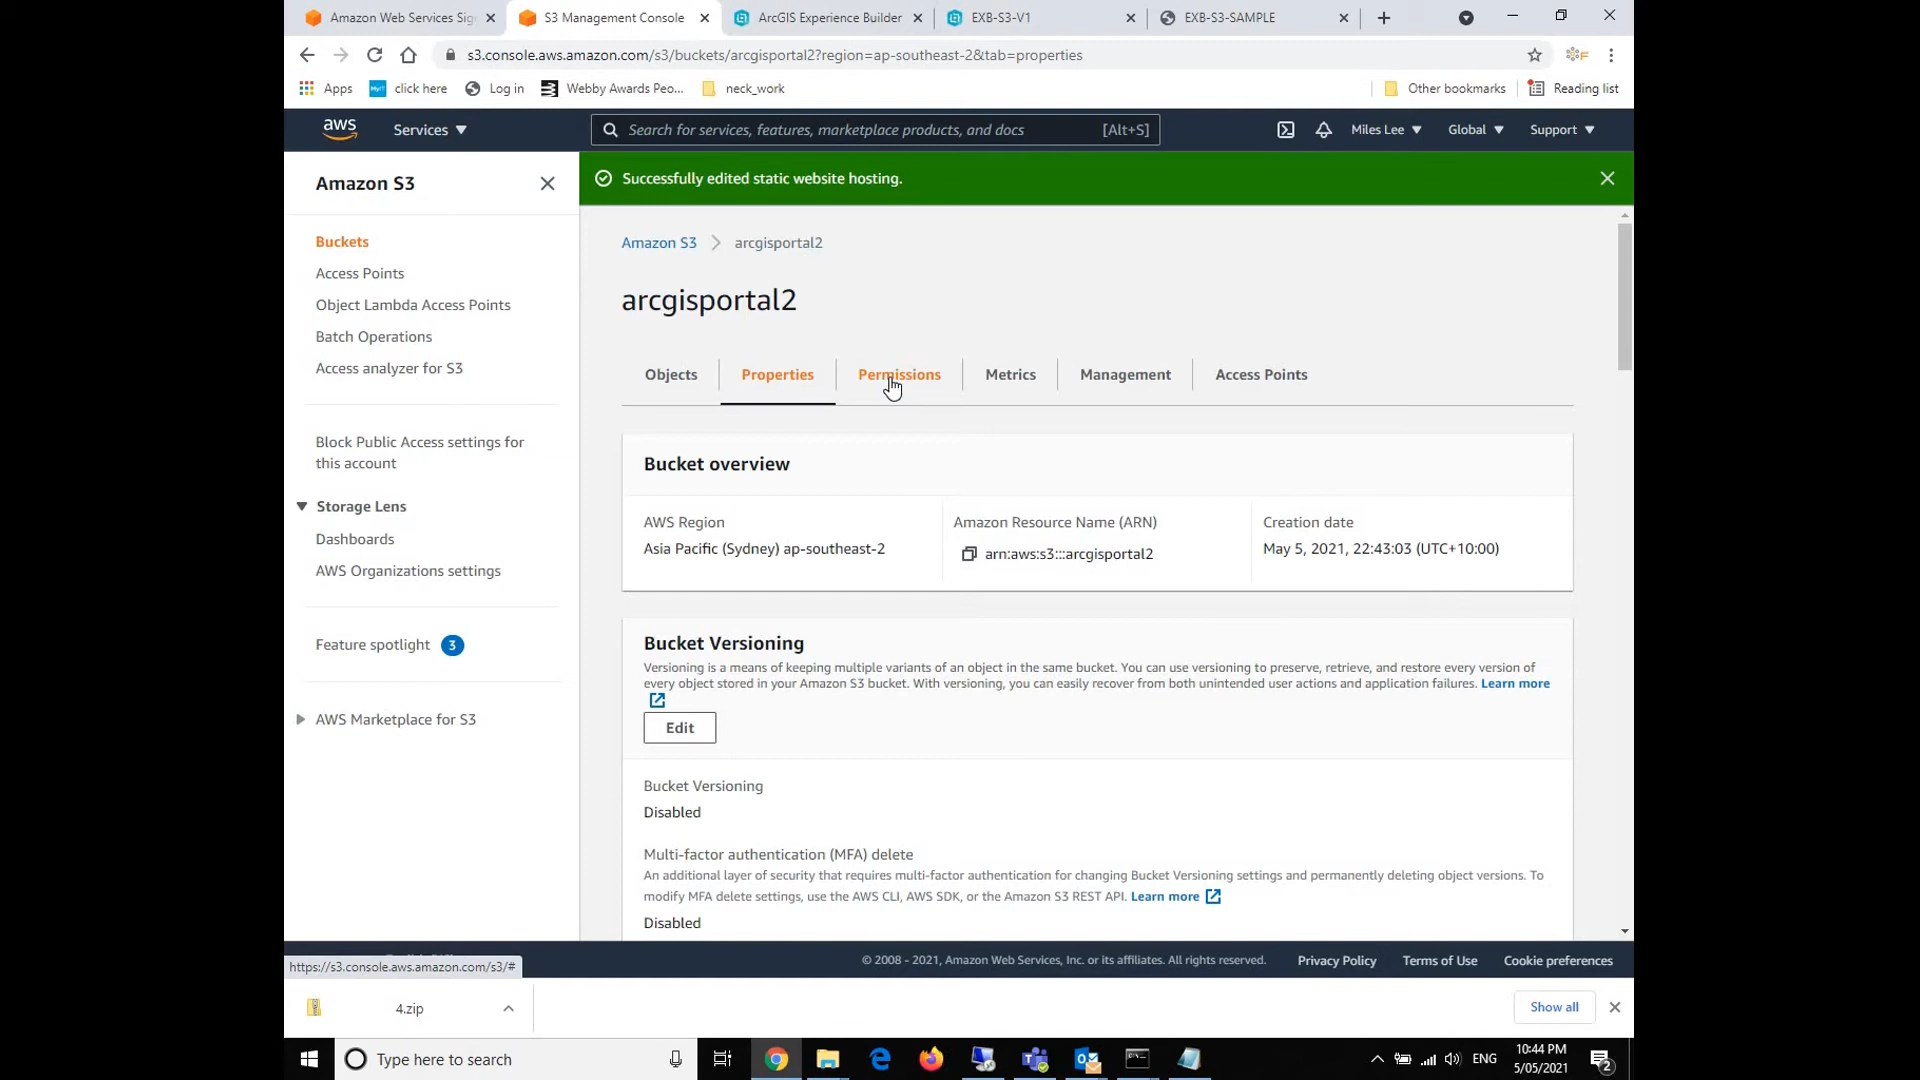 Amazon Web Services Sig
S3 Management Console
ArcGIS Experience Builder
EXB-S3-V1
EXB-S3-SAMPLE
s3.console.aws.amazon.com/s3/buckets/arcgisportal2?region=ap-southeast-2&tab=properties
Apps
click here
Log in
Webby Awards Peo...
neck_work
Other bookmarks
Reading list
aws
Services
Search for services, features, marketplace products, and docs
[Alt+S]
Miles Lee
Global
Support
Amazon S3
Successfully edited static website hosting.
Buckets
Access Points
Object Lambda Access Points
Batch Operations
Access analyzer for S3
Block Public Access settings for
this account
Storage Lens
Dashboards
AWS Organizations settings
Feature spotlight 3
AWS Marketplace for S3
Amazon S3 > arcgisportal2
arcgisportal2
Objects
Properties
Permissions
Metrics
Management
Access Points
Bucket overview
AWS Region
Asia Pacific (Sydney) ap-southeast-2
Amazon Resource Name (ARN)
arn:aws:s3:::arcgisportal2
Creation date
May 5, 2021, 22:43:03 (UTC+10:00)
Bucket Versioning
Versioning is a means of keeping multiple variants of an object in the same bucket. You can use versioning to preserve, retrieve, and restore every version of
every object stored in your Amazon S3 bucket. With versioning, you can easily recover from both unintended user actions and application failures. Learn more
Edit
Bucket Versioning
Disabled
Multi-factor authentication (MFA) delete
An additional layer of security that requires multi-factor authentication for changing Bucket Versioning settings and permanently deleting object versions. To
modify MFA delete settings, use the AWS CLI, AWS SDK, or the Amazon S3 REST API. Learn more
Disabled
© 2008 - 2021, Amazon Web Services, Inc. or its affiliates. All rights reserved.
Privacy Policy
Terms of Use
Cookie preferences
https://s3.console.aws.amazon.com/s3/#
4.zip
Show all
Type here to search
ENG
10:44 PM
5/05/2021
2